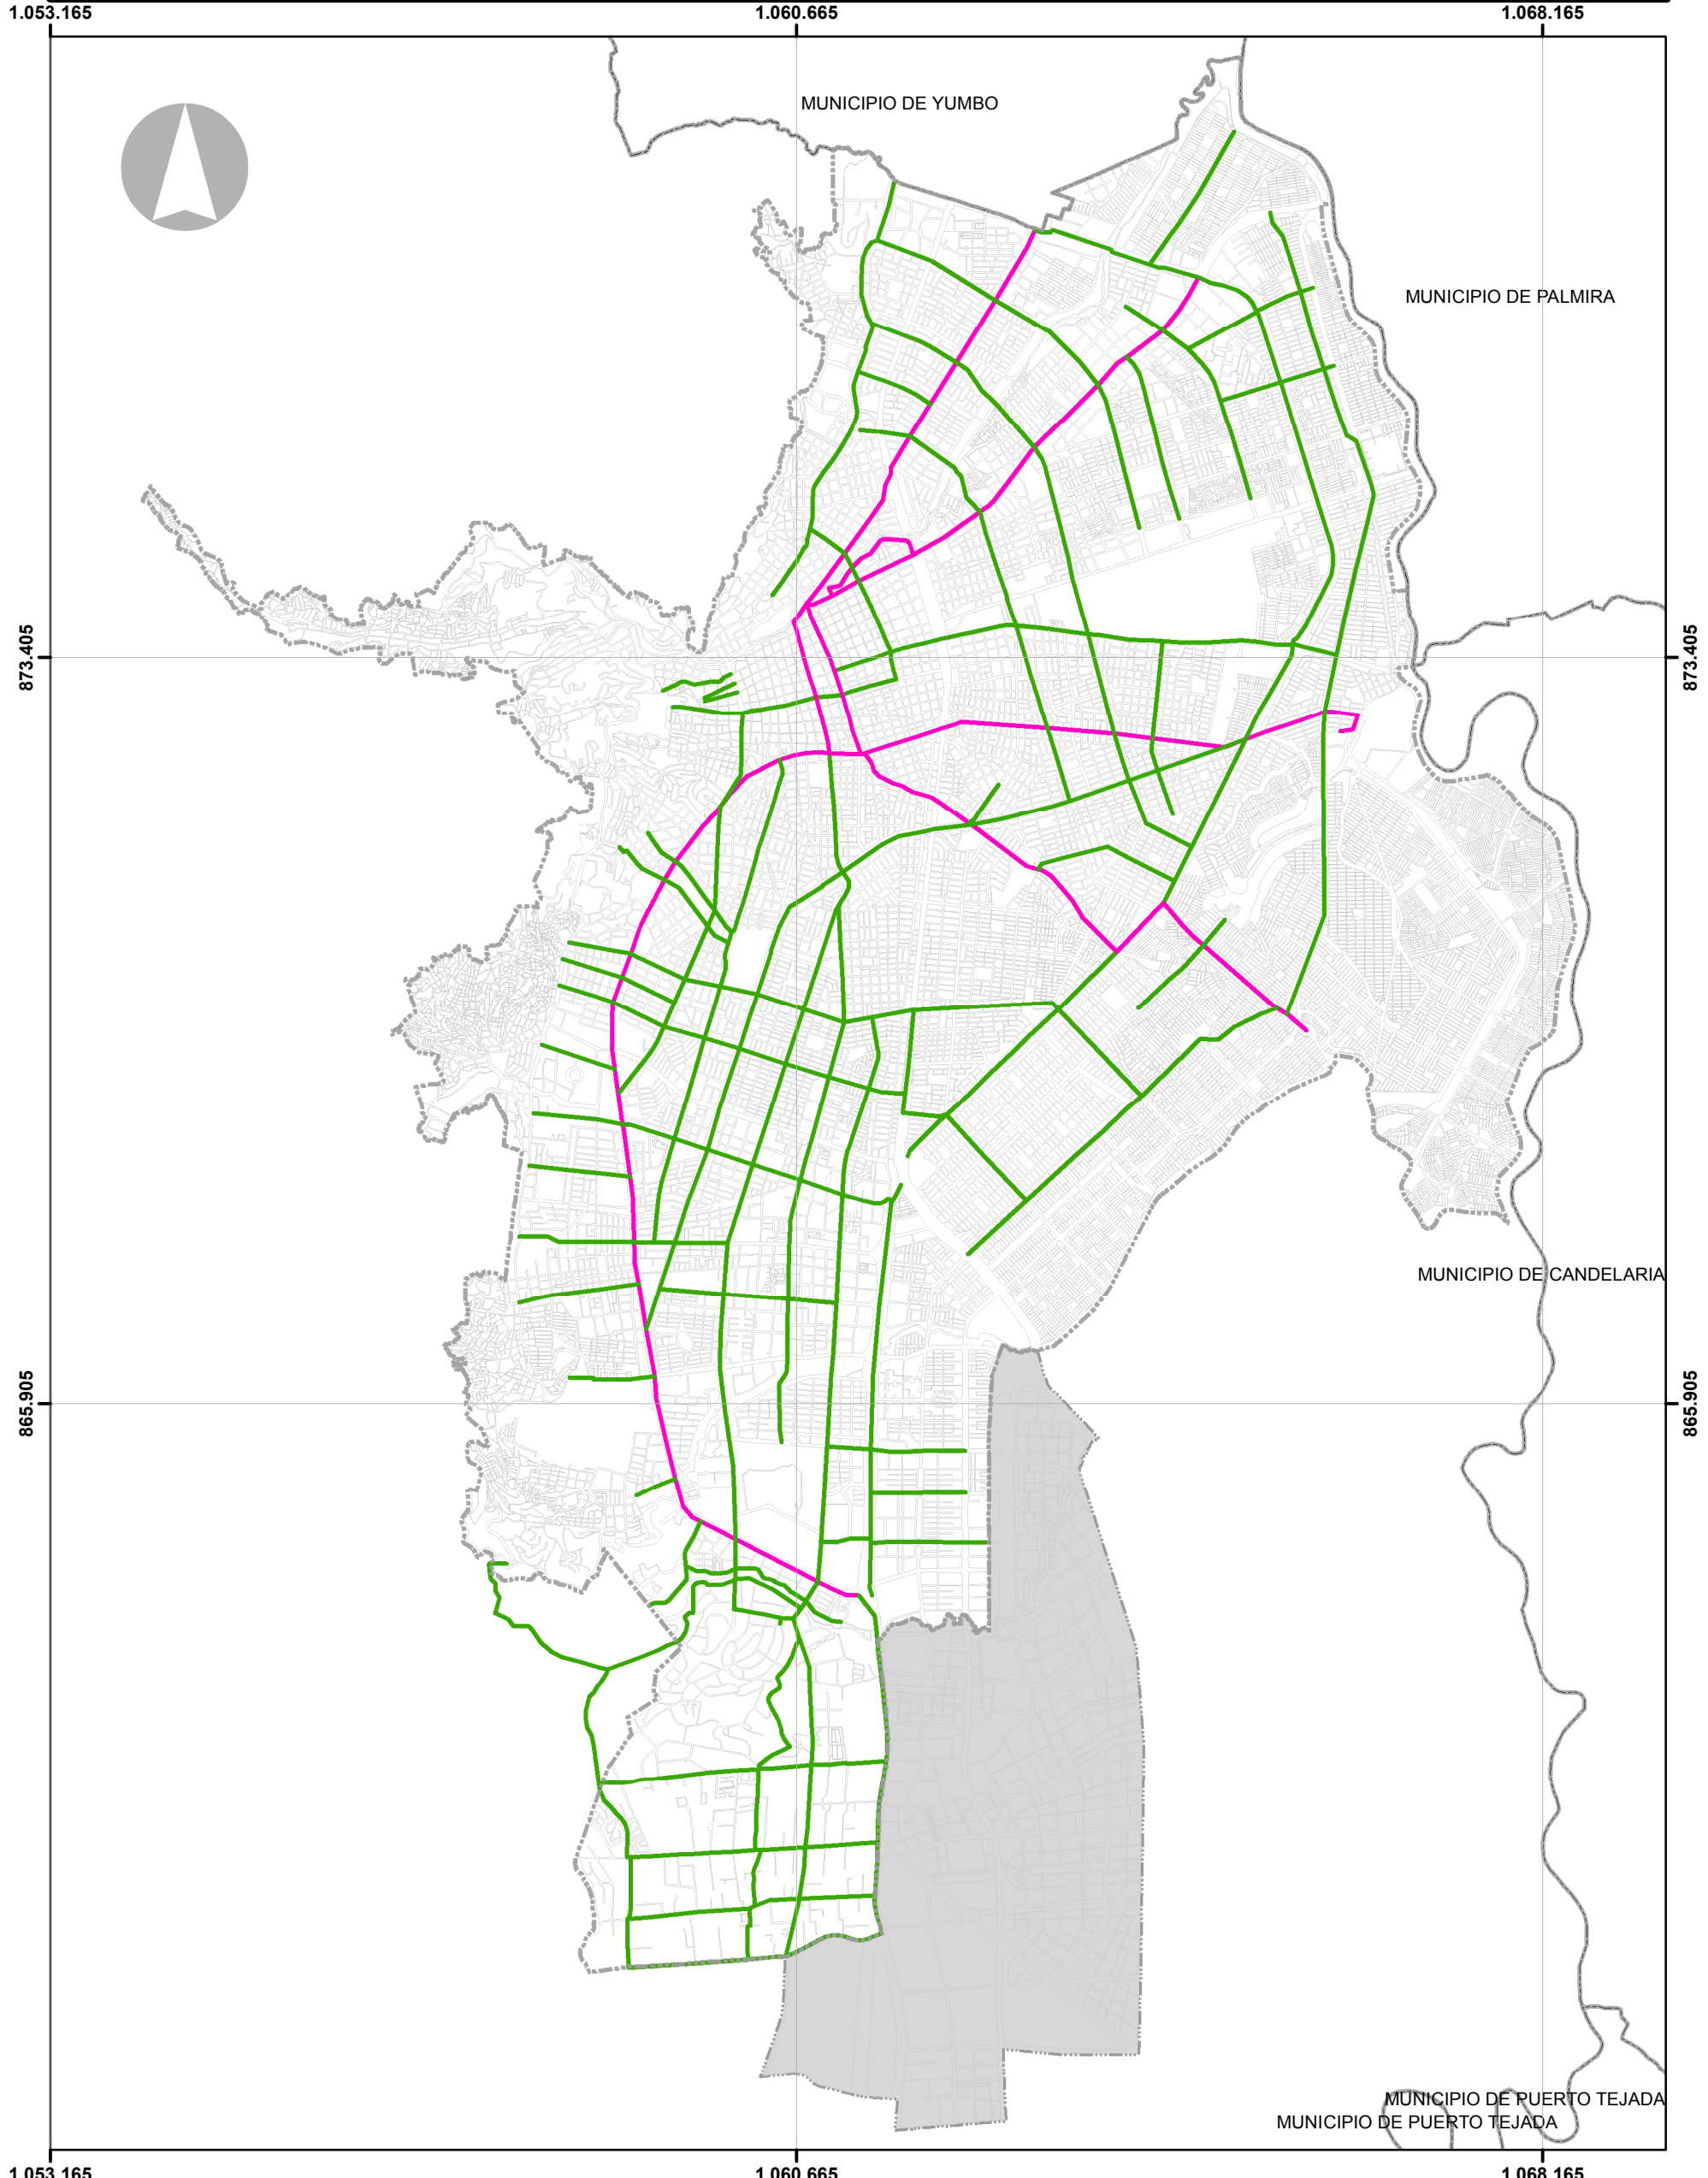 1.053.165 1.060.665 1.068.165
MUNICIPIO DE YUMBO
MUNICIPIO DE PALMIRA
873.405 873.405
MUNICIPIO DE CANDELARIA
865.905 865.905
MUNICIPIO DE PUERTO TEJADA
MUNICIPIO DE PUERTO TEJADA
1.053.165 1.060.665 1.068.165